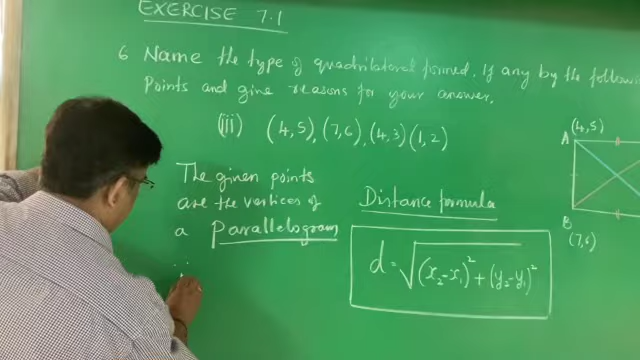 EXERCISE 7.1
6 Name the type of quadrilateral formed, if any by the
Points and give reasons for your answer.
(iii) (4,5), (7,6), (4,3) (1,2)
The given points
are the vertices of
a Parallelogram
Distance formula
d = √(x₂-x₁)² + (y₂-y₁)²
(4,5)
A
B
(7,6)